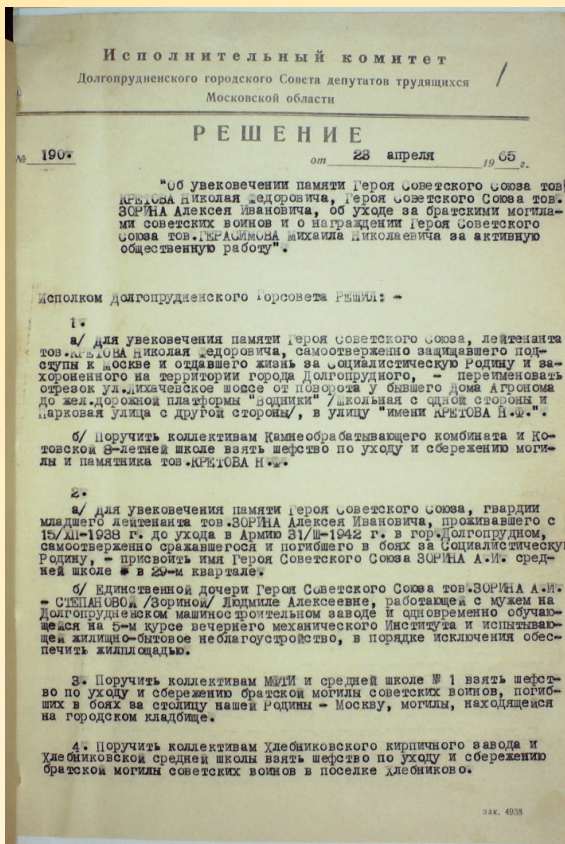 Исполнительный комитет
Долгопрудненского городского Совета депутатов трудящихся
Московской области
РЕШЕНИЕ
№ 190. от 23 апреля 1965 г.
"Об увековечении памяти Героя Советского Союза тов.
КРЕТОВА Николая Федоровича, Героя Советского Союза тов.
ЗОРИНА Алексея Ивановича, об уходе за братскими могила-
ми советских воинов и о награждении Героя Советского
Союза тов.ГЕРАСИМОВА Михаила Николаевича за активную
общественную работу".
Исполком Долгопрудненского Горсовета РЕШИЛ: -
1.
а/ Для увековечения памяти Героя Советского Союза, лейтенанта
тов.КРЕТОВА Николая Федоровича, самоотверженно защищавшего под-
ступы к Москве и отдавшего жизнь за Социалистическую Родину и за-
хороненного на территории города Долгопрудного, - переименовать
отрезок ул.Лихачевское шоссе от поворота у бывшего Дома Агронома
до жел.дорожной платформы "Водники" /школьная с одной стороны и
Парковая улица с другой стороны/, в улицу "имени КРЕТОВА Н.Ф.".
б/ Поручить коллективам Камнеобрабатывающего комбината и Ко-
товской 8-летней школе взять шефство по уходу и сбережению моги-
лы и памятника тов.КРЕТОВА Н.Ф.
2.
а/ Для увековечения памяти Героя Советского Союза, гвардии
младшего лейтенанта тов.ЗОРИНА Алексея Ивановича, проживавшего с
15/XII-1938 г. до ухода в Армию 31/Ш-1942 г. в гор.Долгопрудном,
самоотверженно сражавшегося и погибшего в боях за Социалистическую
Родину, - присвоить имя Героя Советского Союза ЗОРИНА А.И. сред-
ней школе в 29-м квартале.
б/ Единственной дочери Героя Советского Союза тов.ЗОРИНА А.И.
- СТЕПАНОВОЙ /Зориной/ Людмиле Алексеевне, работающей с мужем на
Долгопрудненском машиностроительном заводе и одновременно обучаю-
щейся на 5-м курсе вечернего механического Института и испытываю-
щей жилищно-бытовое неблагоустройство, в порядке исключения обес-
печить жилплощадью.
3. Поручить коллективам МФТИ и средней школе № 1 взять шефст-
во по уходу и сбережению братской могилы советских воинов, погиб-
ших в боях за столицу нашей Родины - Москву, могилы, находящейся
на городском кладбище.
4. Поручить коллективам Хлебниковского кирпичного завода и
Хлебниковской средней школы взять шефство по уходу и сбережению
братской могилы советских воинов в поселке Хлебниково.
зак. 4938